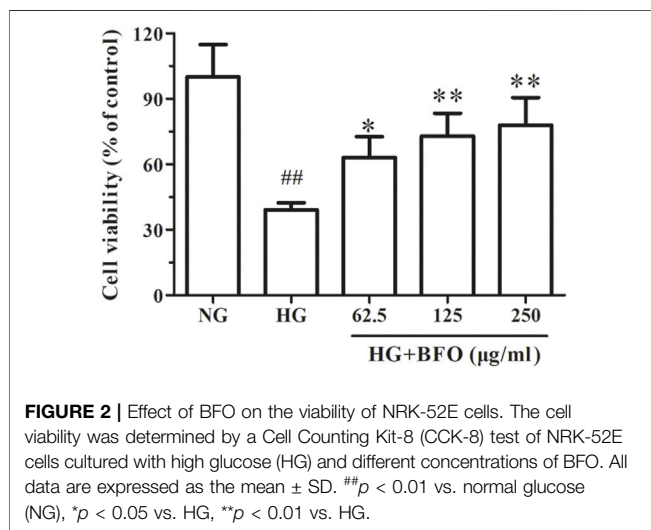 Cell viability (% of control)
120
90
60
30
0
##
*
**
**
NG HG 62.5 125 250
HG+BFO (μg/ml)
FIGURE 2 | Effect of BFO on the viability of NRK-52E cells. The cell
viability was determined by a Cell Counting Kit-8 (CCK-8) test of NRK-52E
cells cultured with high glucose (HG) and different concentrations of BFO. All
data are expressed as the mean ± SD. ##p < 0.01 vs. normal glucose
(NG), *p < 0.05 vs. HG, **p < 0.01 vs. HG.